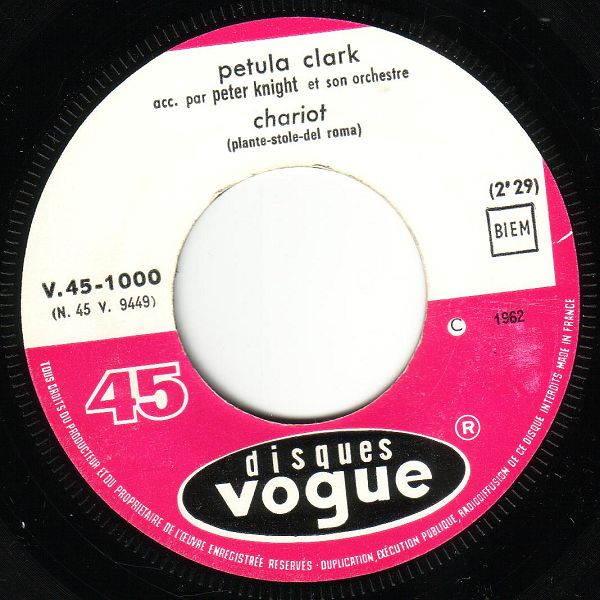 petula clark
acc. par peter knight et son orchestre
chariot
(plante-stole-del roma)
(2'29)
BIEM
V.45-1000
(N. 45 V. 9449)
C 1962
45
disques
vogue
R
TOUS DROITS DU PRODUCTEUR ET DU PROPRIETAIRE DE L'ŒUVRE ENREGISTRÉE RESERVÉS · DUPLICATION, EXÉCUTION PUBLIQUE, RADIODIFFUSION DE CE DISQUE INTERDITS MADE IN FRANCE